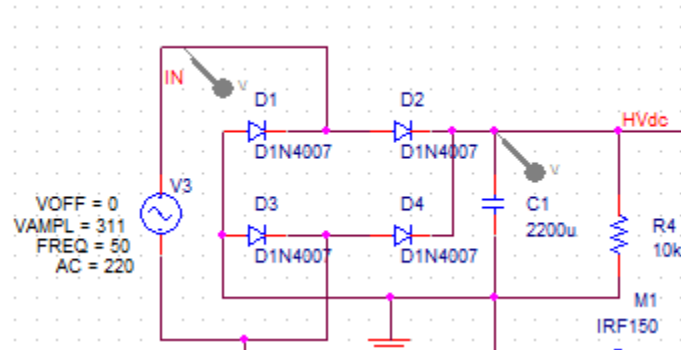 IN
V
D1
D2
D1N4007
D1N4007
HVdc
V
V3
VOFF = 0
VAMPL = 311
FREQ = 50
AC = 220
D3
D4
D1N4007
D1N4007
C1
2200u
R4
10k
M1
IRF150